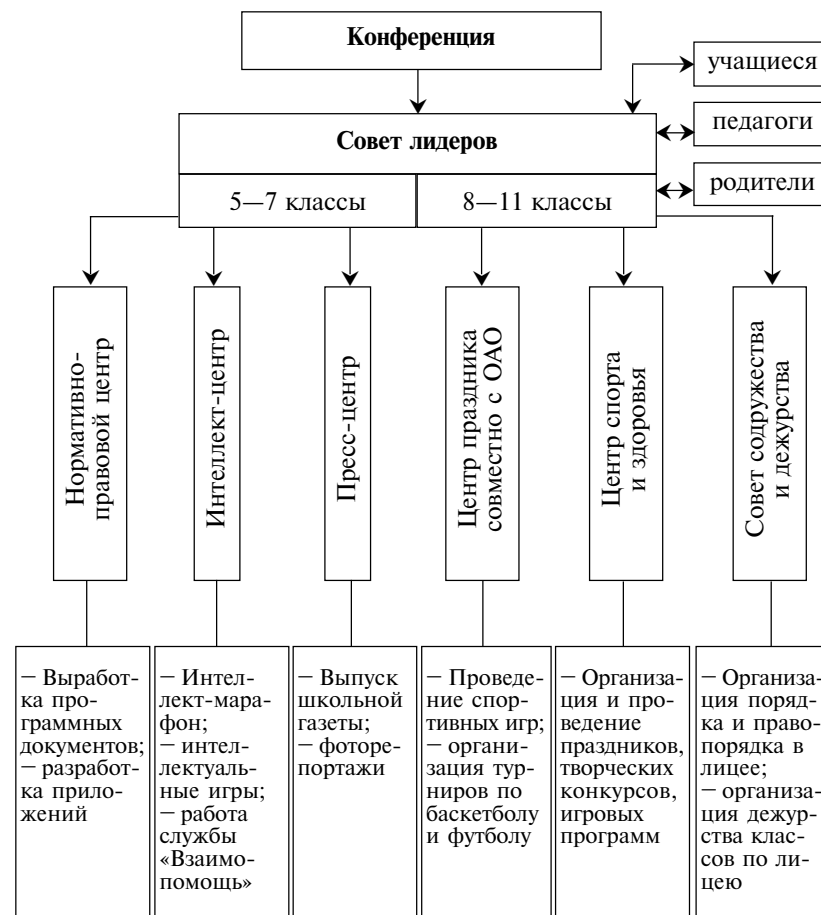 Конференция
учащиеся
педагоги
Совет лидеров
родители
5—7 классы
8—11 классы
Нормативно-
правовой центр
Интеллект-центр
Пресс-центр
Центр праздника
совместно с ОАО
Центр спорта
и здоровья
Совет содружества
и дежурства
— Выработ-
ка про-
граммных
документов;
— разработ-
ка прило-
жений
— Интел-
лект-мара-
фон;
— интел-
лектуаль-
ные игры;
— работа
службы
«Взаимо-
помощь»
— Выпуск
школьной
газеты;
— фоторе-
портажи
— Проведе-
ние спор-
тивных игр;
— органи-
зация тур-
ниров по
баскетболу
и футболу
— Организа-
ция и про-
ведение
праздников,
творческих
конкурсов,
игровых
программ
— Организа-
ция поряд-
ка и право-
порядка в
лицее;
— организа-
ция дежур-
ства клас-
сов по ли-
цею